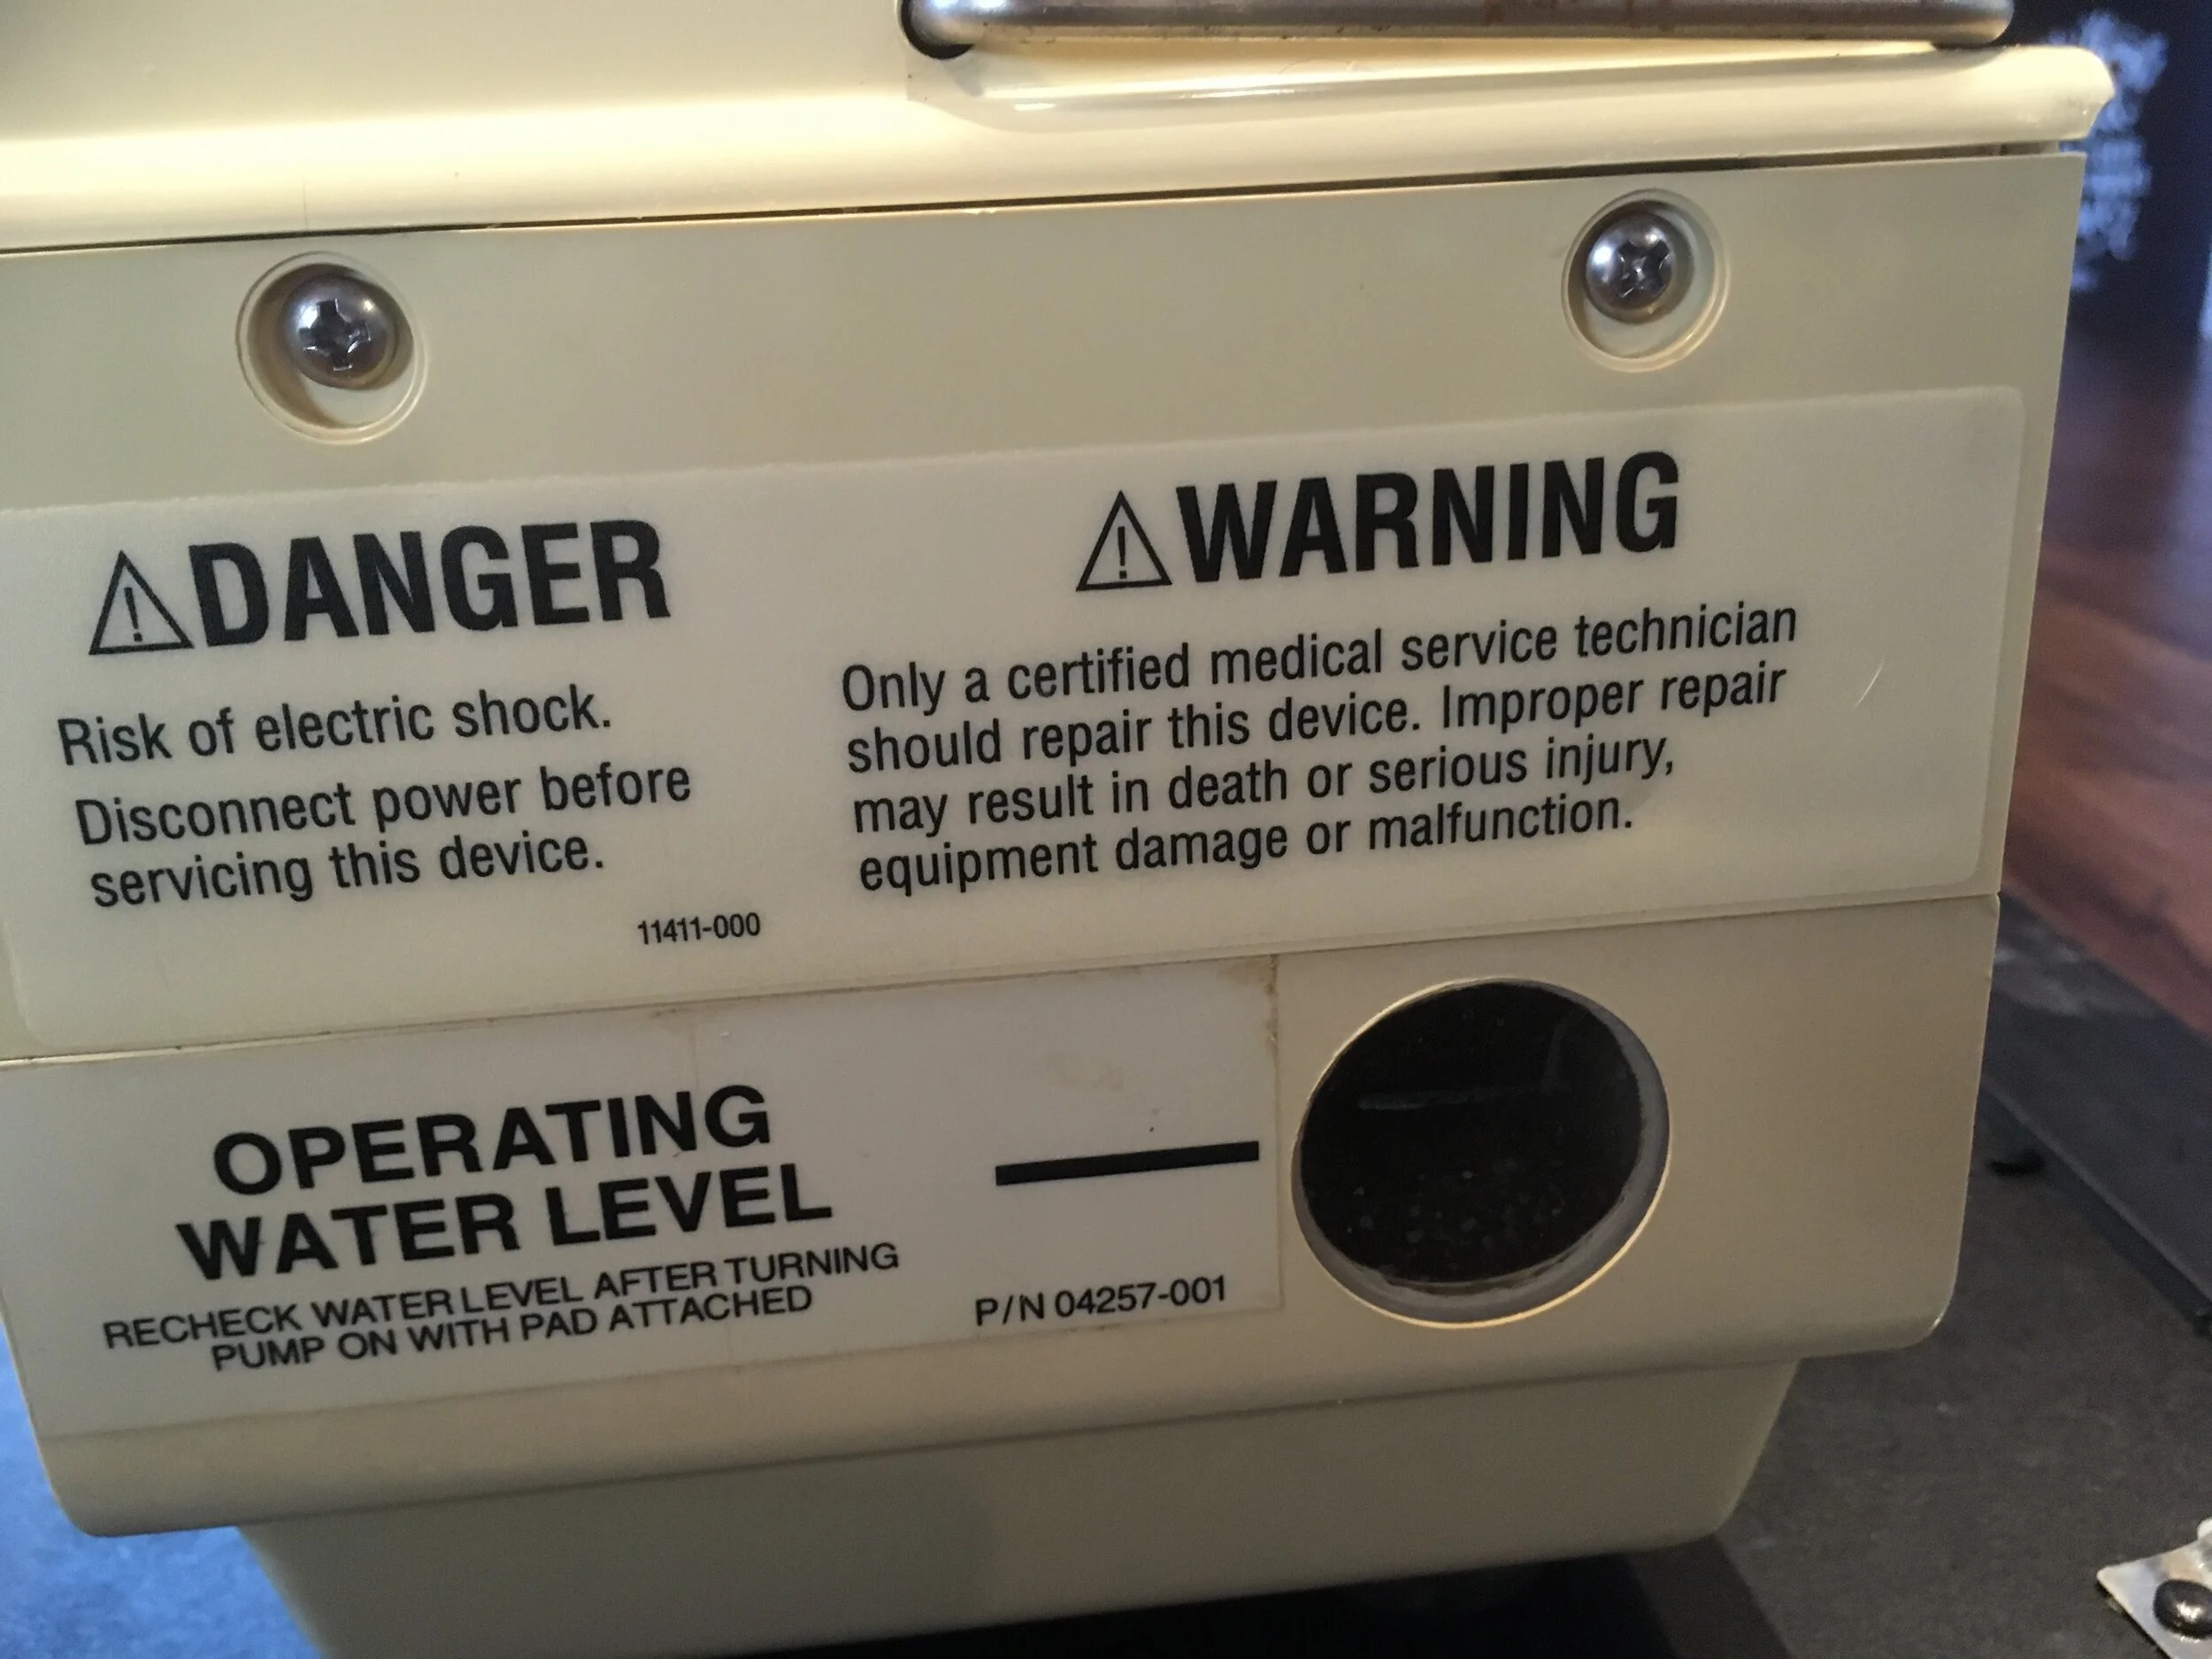 DANGER
Risk of electric shock.
Disconnect power before
servicing this device.
11411-000
WARNING
Only a certified medical service technician
should repair this device. Improper repair
may result in death or serious injury,
equipment damage or malfunction.
OPERATING
WATER LEVEL
RECHECK WATER LEVEL AFTER TURNING
PUMP ON WITH PAD ATTACHED
P/N 04257-001